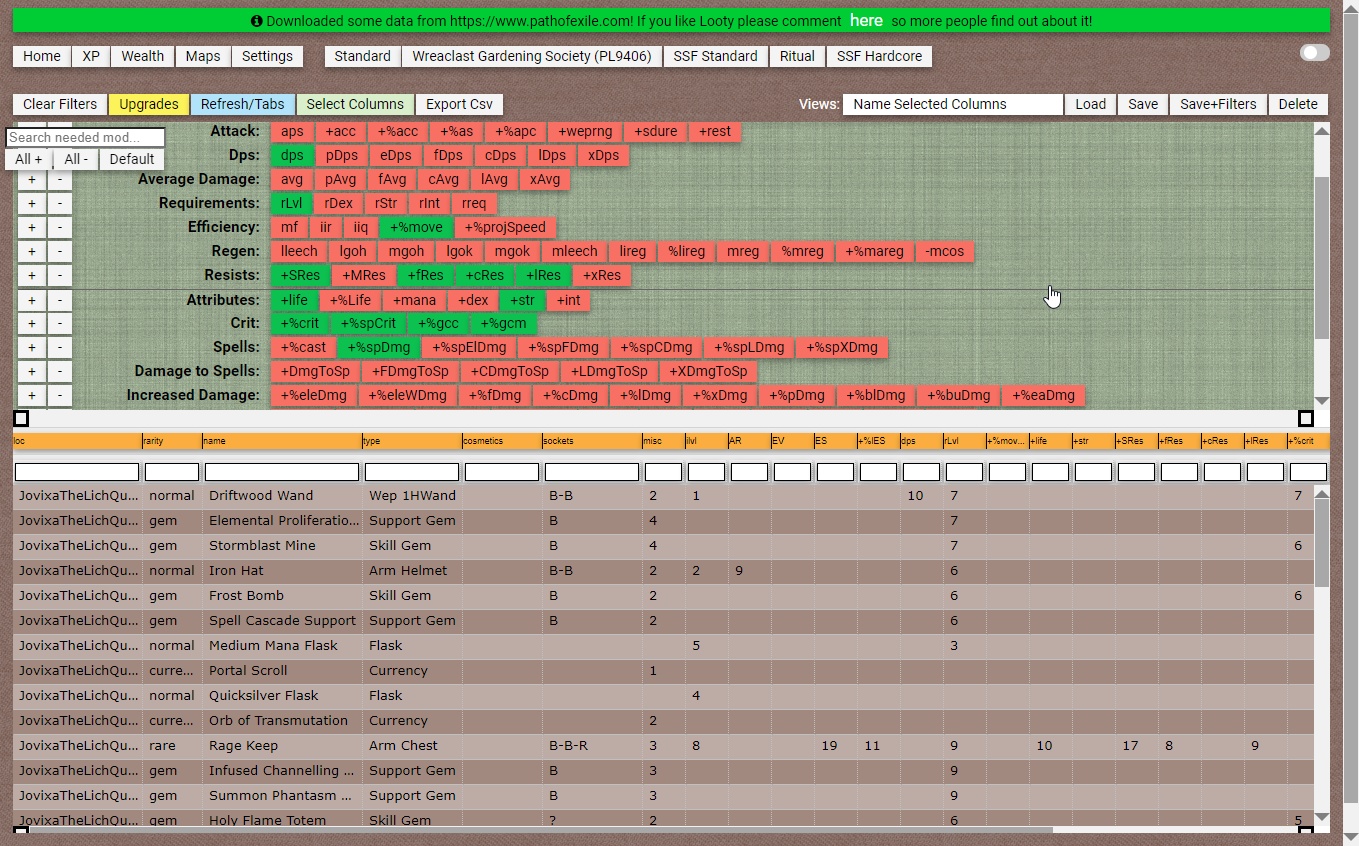 Downloaded some data from https://www.pathofexile.com! If you like Looty please comment here so more people find out about it!
Home XP Wealth Maps Settings Standard Wreaclast Gardening Society (PL9406) SSF Standard Ritual SSF Hardcore
Clear Filters Upgrades Refresh/Tabs Select Columns Export Csv Views: Name Selected Columns Load Save Save+Filters Delete
Search needed mod...
All + All - Default
Attack: aps +acc +%acc +%as +%apc +weprng +sdure +rest
Dps: dps pDps eDps fDps cDps lDps xDps
+ - Average Damage: avg pAvg fAvg cAvg lAvg xAvg
+ - Requirements: rLvl rDex rStr rInt rreq
+ - Efficiency: mf iir iiq +%move +%projSpeed
+ - Regen: lleech lgoh mgoh lgok mgok mleech lireg %lireg mreg %mreg +%mareg -mcos
+ - Resists: +SRes +MRes +fRes +cRes +lRes +xRes
+ - Attributes: +life +%Life +mana +dex +str +int
+ - Crit: +%crit +%spCrit +%gcc +%gcm
+ - Spells: +%cast +%spDmg +%spElDmg +%spFDmg +%spCDmg +%spLDmg +%spXDmg
+ - Damage to Spells: +DmgToSp +FDmgToSp +CDmgToSp +LDmgToSp +XDmgToSp
+ - Increased Damage: +%eleDmg +%eleWDmg +%fDmg +%cDmg +%lDmg +%xDmg +%pDmg +%blDmg +%buDmg +%eaDmg
loc rarity name type cosmetics sockets misc ilvl AR EV ES +%lES dps rLvl +%mov... +life +str +SRes +fRes +cRes +lRes +%crit
JovixaTheLichQu... normal Driftwood Wand Wep 1HWand B-B 2 1 10 7 7
JovixaTheLichQu... gem Elemental Proliferatio... Support Gem B 4 7
JovixaTheLichQu... gem Stormblast Mine Skill Gem B 4 7 6
JovixaTheLichQu... normal Iron Hat Arm Helmet B-B 2 2 9 6
JovixaTheLichQu... gem Frost Bomb Skill Gem B 2 6 6
JovixaTheLichQu... gem Spell Cascade Support Support Gem B 2 6
JovixaTheLichQu... normal Medium Mana Flask Flask 5 3
JovixaTheLichQu... curre... Portal Scroll Currency 1
JovixaTheLichQu... normal Quicksilver Flask Flask 4
JovixaTheLichQu... curre... Orb of Transmutation Currency 2
JovixaTheLichQu... rare Rage Keep Arm Chest B-B-R 3 8 19 11 9 10 17 8 9
JovixaTheLichQu... gem Infused Channelling ... Support Gem B 3 9
JovixaTheLichQu... gem Summon Phantasm ... Support Gem B 3 9
JovixaTheLichQu... gem Holy Flame Totem Skill Gem ? 2 6 5